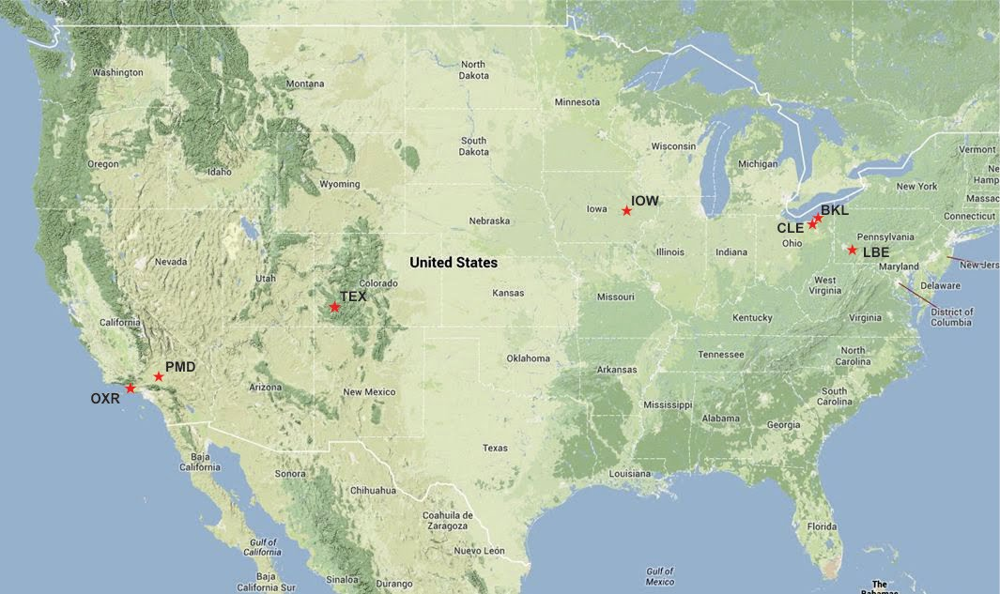 Washington
North
Dakota
Montana
Minnesota
South
Dakota
Wisconsin
Vermont
Oregon
Michigan
Idaho
Ne
Hamp
Wyoming
New York
Massac
IOW
Iowa
BKL
Connecticut
Nebraska
CLE
Ohio
Pennsylvania
Nevada
Illinois
Indiana
LBE
United States
Maryland
New Jers
Utah
Colorado
West
Virginia
Delaware
Kansas
TEX
Missouri
District of
Columbia
California
Kentucky
Virginia
Tennessee
North
Carolina
Oklahoma
PMD
Arkansas
Arizona
New Mexico
OXR
South
Carolina
Mississippi
Alabama
Georgia
Texas
Baja
California
Sonora
Louisiana
Chihuahua
Coahuila de
Zaragoza
Florida
Gulf of
California
Nuevo León
Gulf of
Mexico
Baja
California Sur
Sinaloa
Durango
The
Bahamas